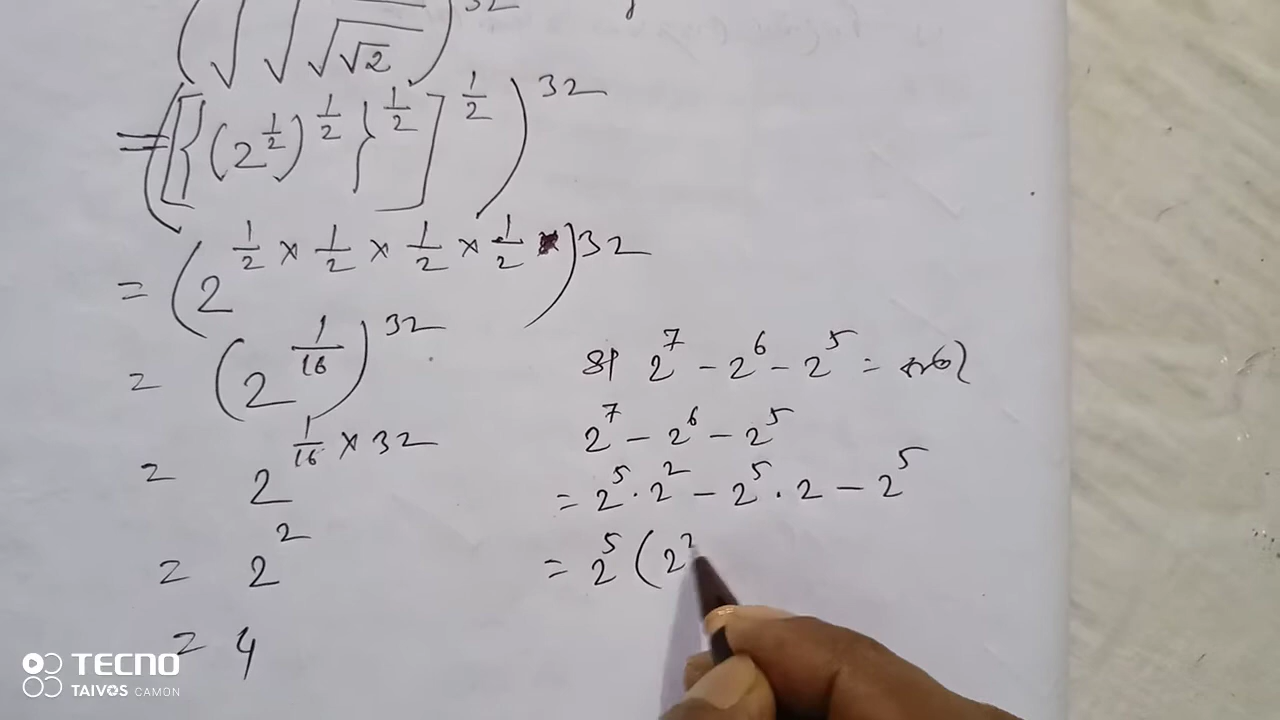 (√√√√2)^32
= ([{(2^1/2)^1/2}^1/2]^1/2)^32
= (2^1/2 × 1/2 × 1/2 × 1/2)^32
= (2^1/16)^32
= 2^1/16 × 32
= 2^2
= 4
2^7 - 2^6 - 2^5 =
2^7 - 2^6 - 2^5
= 2^5 · 2^2 - 2^5 · 2 - 2^5
= 2^5 (2^2
TECNO
TAIVOS CAMON